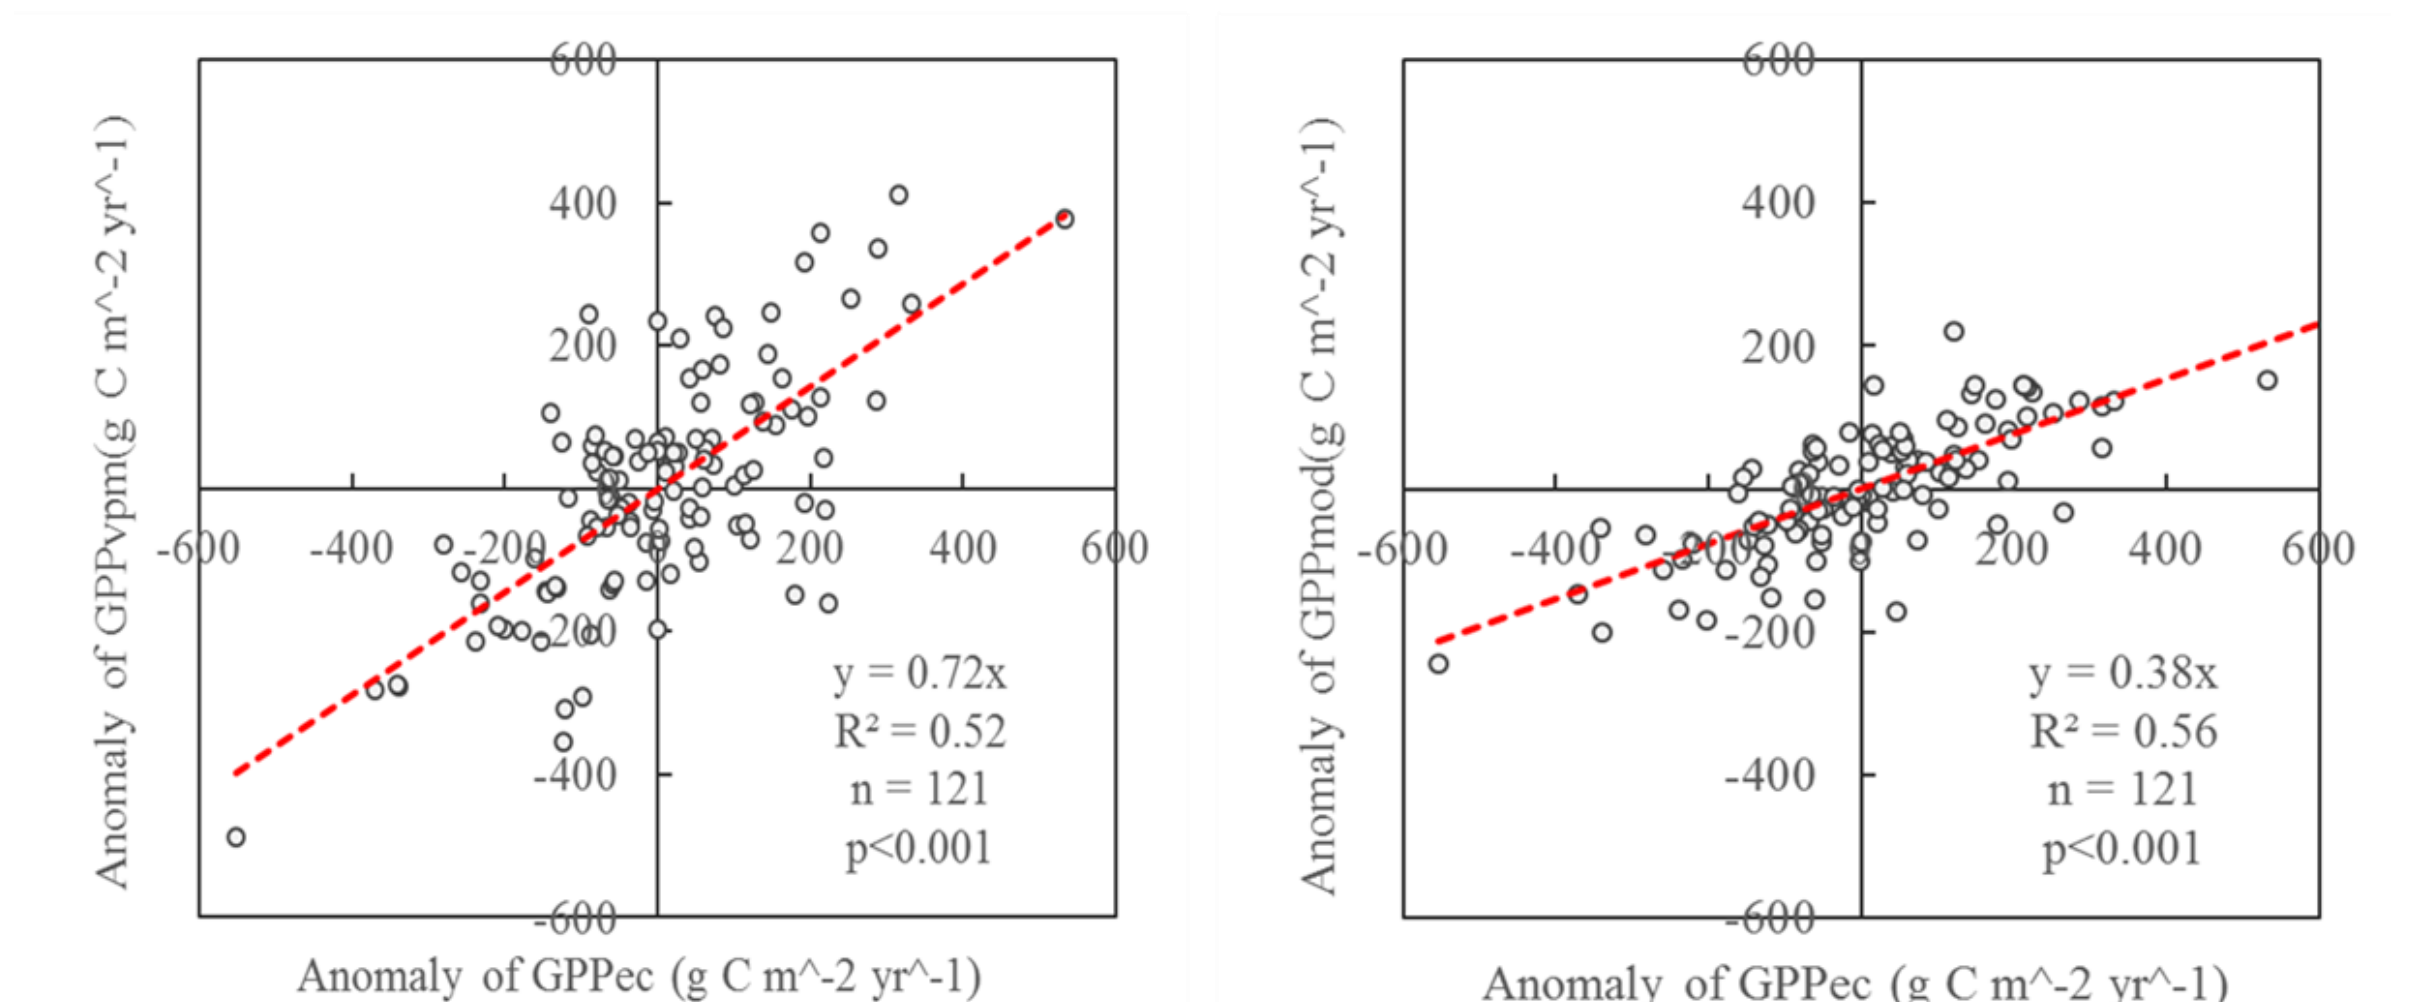 600
400
200
-600 -400 -200 200 400 600
-200
-400
-600
y = 0.72x
R² = 0.52
n = 121
p<0.001
Anomaly of GPPvpm(g C m^-2 yr^-1)
Anomaly of GPPec (g C m^-2 yr^-1)
600
400
200
-600 -400 -200 200 400 600
-200
-400
-600
y = 0.38x
R² = 0.56
n = 121
p<0.001
Anomaly of GPPmod(g C m^-2 yr^-1)
Anomaly of GPPec (g C m^-2 yr^-1)